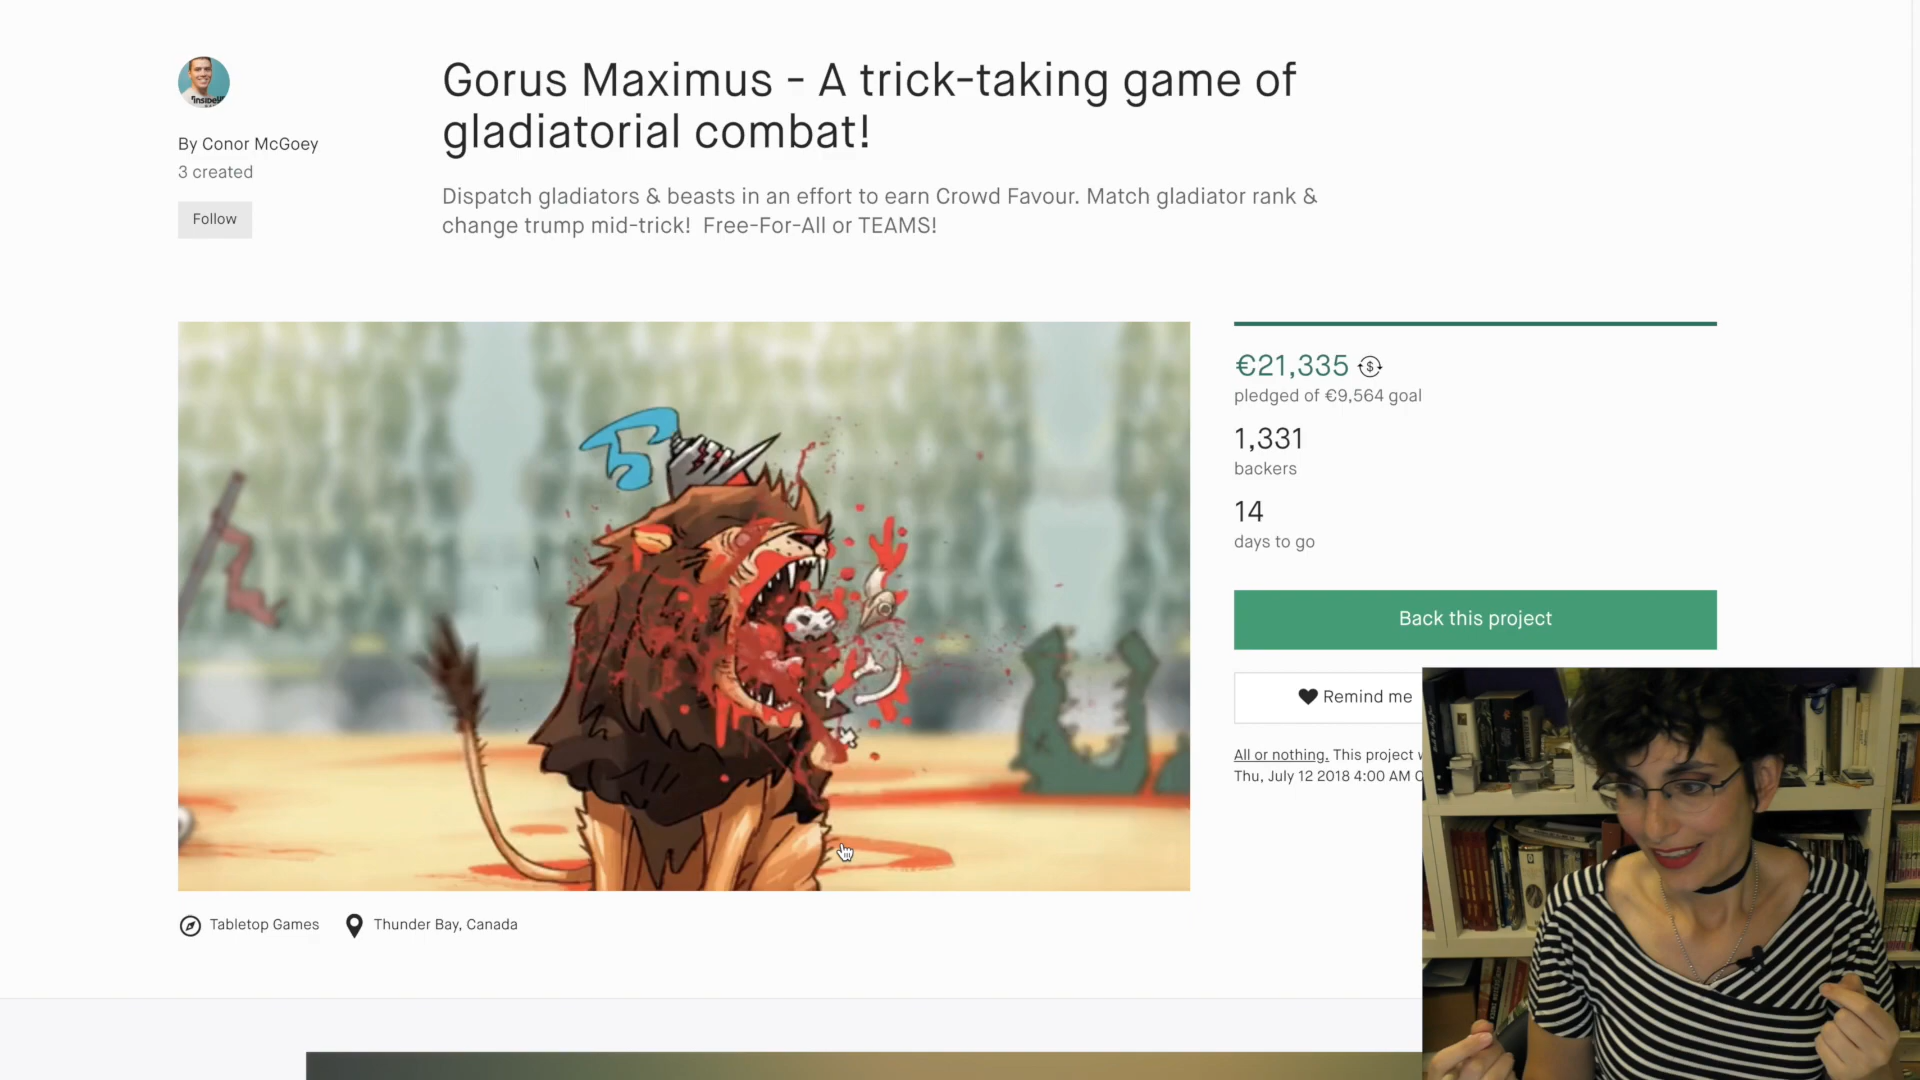 Gorus Maximus - A trick-taking game of
gladiatorial combat!
By Conor McGoey
3 created
Follow
Dispatch gladiators & beasts in an effort to earn Crowd Favour. Match gladiator rank &
change trump mid-trick! Free-For-All or TEAMS!
€21,335
pledged of €9,564 goal
1,331
backers
14
days to go
Back this project
Remind me
All or nothing. This project
Thu, July 12 2018 4:00 AM
Tabletop Games
Thunder Bay, Canada